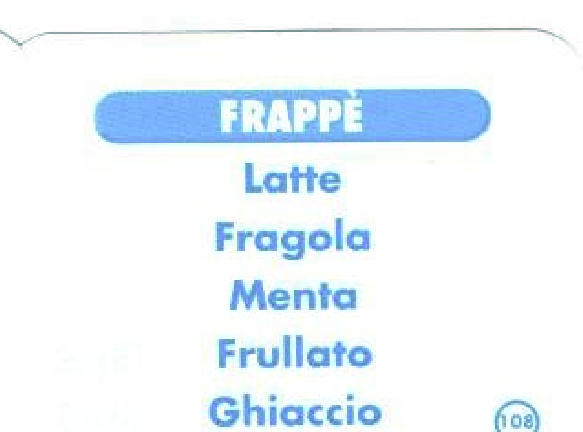 FRAPPÈ
Latte
Fragola
Menta
Frullato
Ghiaccio
108